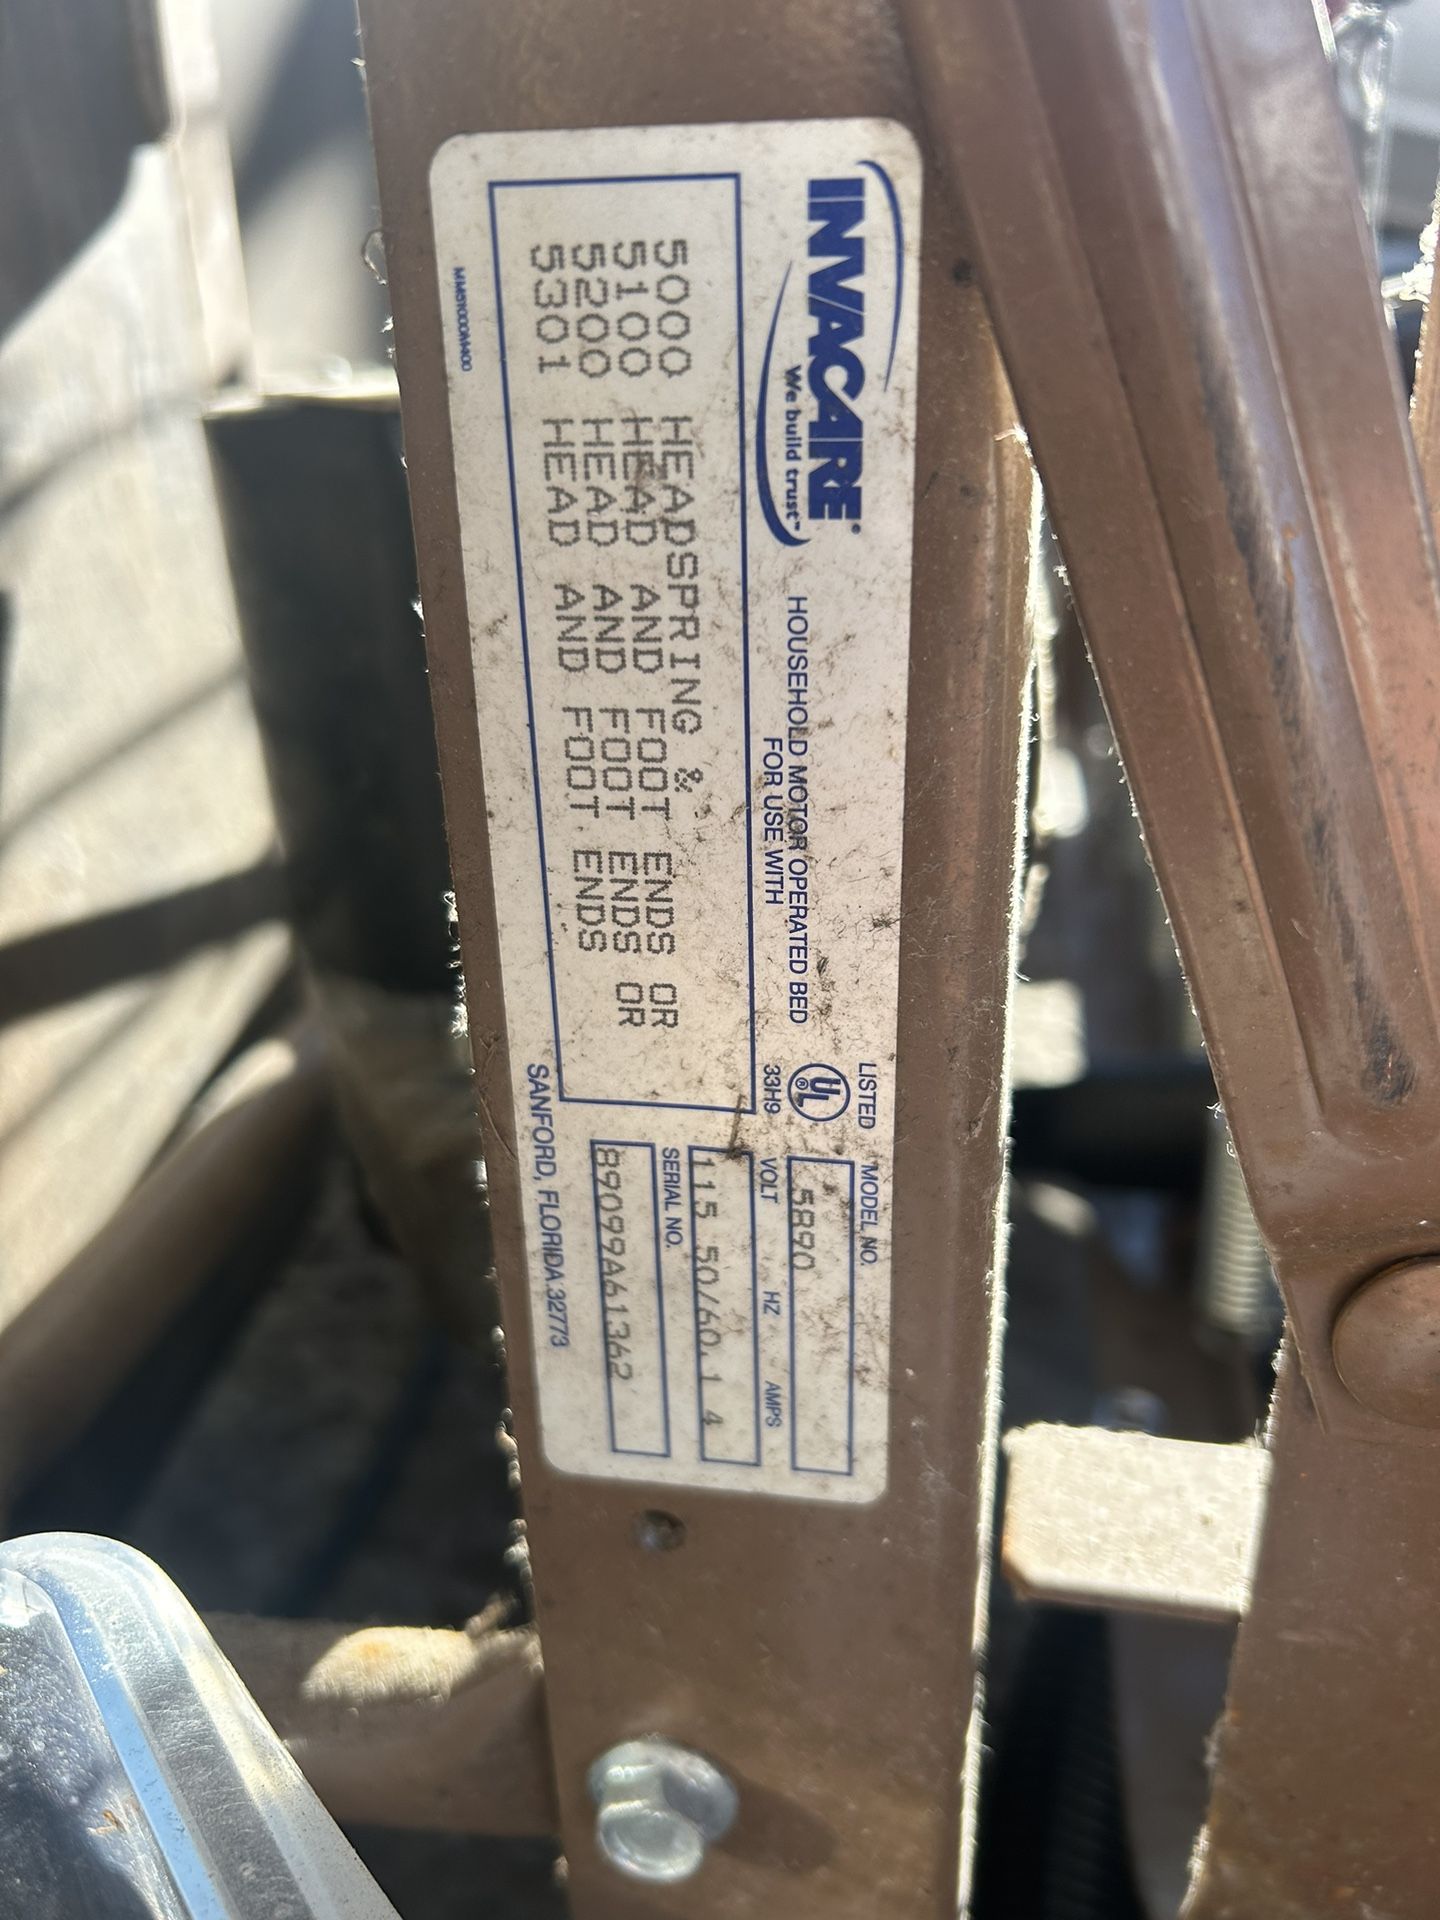 INVACARE®
We build trust™
HOUSEHOLD MOTOR OPERATED BED
FOR USE WITH
5000 HEADSPRING &
5100 HEAD AND FOOT ENDS OR
5200 HEAD AND FOOT ENDS OR
5301 HEAD AND FOOT ENDS
LISTED
UL®
33H9
MODEL NO.
5890
VOLT HZ AMPS
115 50/60.1 4
SERIAL NO.
89099A61362
SANFORD, FLORIDA 32773